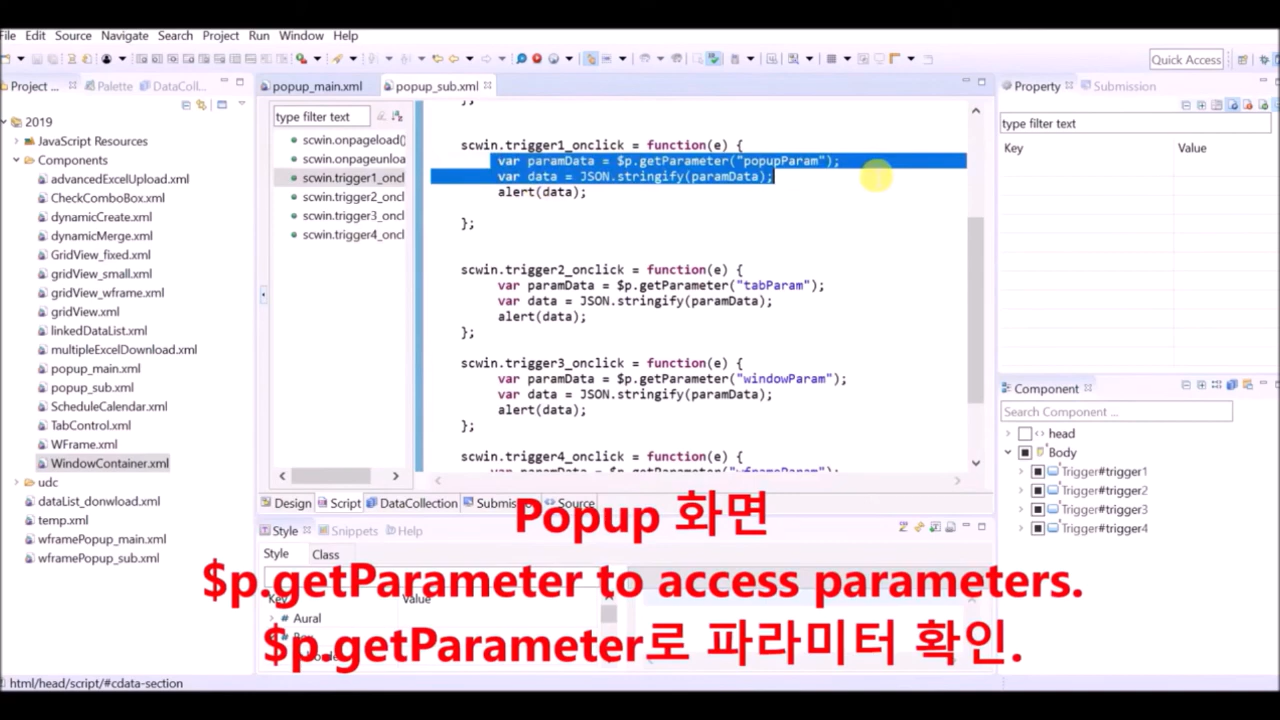 File Edit Source Navigate Search Project Run Window Help
Quick Access
Project ...
Palette
DataColl...
2019
JavaScript Resources
Components
advancedExcelUpload.xml
CheckComboBox.xml
dynamicCreate.xml
dynamicMerge.xml
GridView_fixed.xml
gridView_small.xml
gridView_wframe.xml
gridView.xml
linkedDataList.xml
multipleExcelDownload.xml
popup_main.xml
popup_sub.xml
ScheduleCalendar.xml
TabControl.xml
WFrame.xml
WindowContainer.xml
udc
dataList_donwload.xml
temp.xml
wframePopup_main.xml
wframePopup_sub.xml
popup_main.xml
popup_sub.xml
type filter text
scwin.onpageload()
scwin.onpageunloa
scwin.trigger1_oncl
scwin.trigger2_oncl
scwin.trigger3_oncl
scwin.trigger4_oncl
};
scwin.trigger1_onclick = function(e) {
var paramData = $p.getParameter("popupParam");
var data = JSON.stringify(paramData);
alert(data);
};
scwin.trigger2_onclick = function(e) {
var paramData = $p.getParameter("tabParam");
var data = JSON.stringify(paramData);
alert(data);
};
scwin.trigger3_onclick = function(e) {
var paramData = $p.getParameter("windowParam");
var data = JSON.stringify(paramData);
alert(data);
};
scwin.trigger4_onclick = function(e) {
var paramData = $p.getParameter("wframeParam");
Design Script DataCollection Submission Source
Style Snippets Help
Style Class
Key Value
Aural
Property
Submission
type filter text
Key Value
Component
Search Component ...
head
Body
Trigger#trigger1
Trigger#trigger2
Trigger#trigger3
Trigger#trigger4
Popup 화면
$p.getParameter to access parameters.
$p.getParameter로 파라미터 확인.
html/head/script/#cdata-section